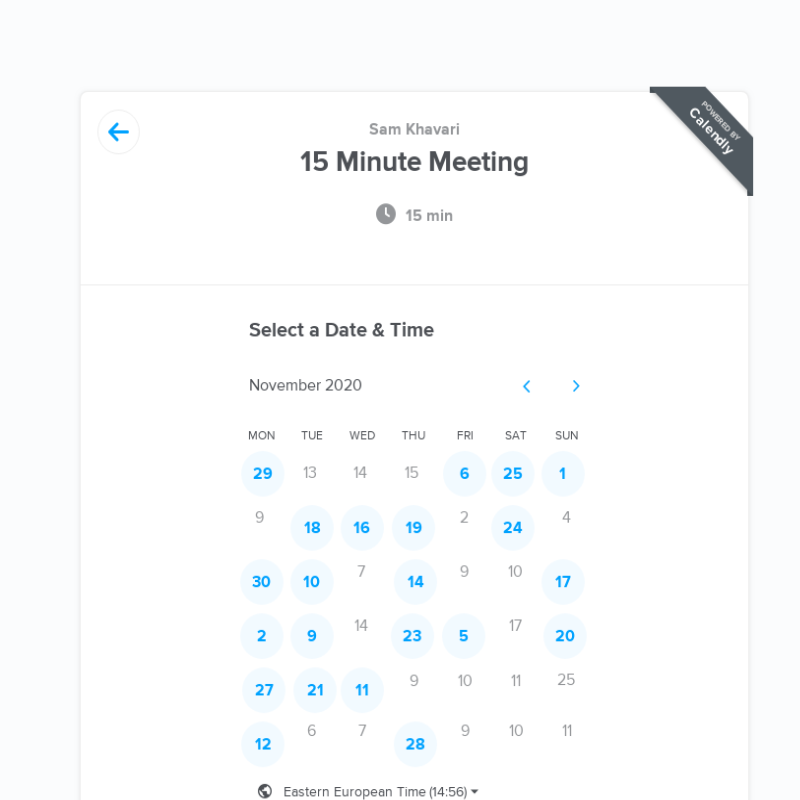 POWERED BY
Calendly
Sam Khavari
15 Minute Meeting
15 min
Select a Date & Time
November 2020
MON TUE WED THU FRI SAT SUN
29 13 14 15 6 25 1
9 18 16 19 2 24 4
30 10 7 14 9 10 17
2 9 14 23 5 17 20
27 21 11 9 10 11 25
12 6 7 28 9 10 11
Eastern European Time (14:56)